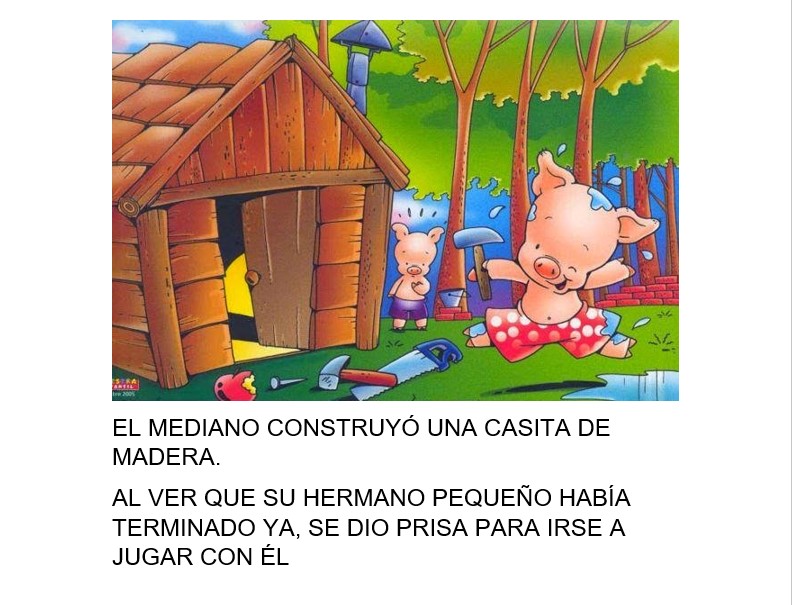 EL MEDIANO CONSTRUYÓ UNA CASITA DE
MADERA.
AL VER QUE SU HERMANO PEQUEÑO HABÍA
TERMINADO YA, SE DIO PRISA PARA IRSE A
JUGAR CON ÉL